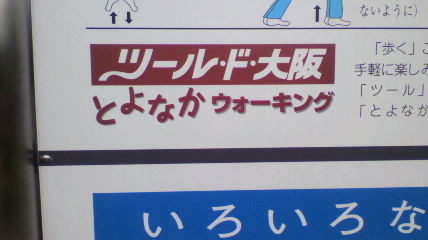 ないように)
ツール・ド・大阪
とよなかウォーキング
「歩く」こ
手軽に楽しみ
「ツール」
「とよなか
いろいろな